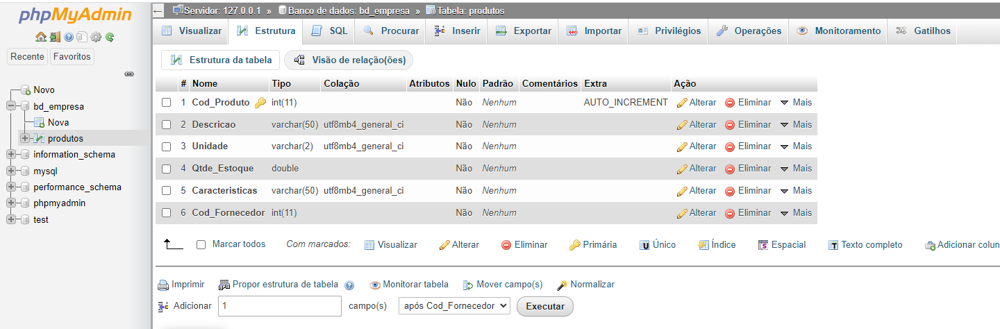 phpMyAdmin
Recente Favoritos
Novo
bd_empresa
Nova
produtos
information_schema
mysql
performance_schema
phpmyadmin
test
Servidor: 127.0.0.1 » Banco de dados: bd_empresa » Tabela: produtos
Visualizar Estrutura SQL Procurar Inserir Exportar Importar Privilégios Operações Monitoramento Gatilhos
Estrutura da tabela Visão de relação(ões)
# Nome Tipo Colação Atributos Nulo Padrão Comentários Extra Ação
1 Cod_Produto int(11) Não Nenhum AUTO_INCREMENT Alterar Eliminar Mais
2 Descricao varchar(50) utf8mb4_general_ci Não Nenhum Alterar Eliminar Mais
3 Unidade varchar(2) utf8mb4_general_ci Não Nenhum Alterar Eliminar Mais
4 Qtde_Estoque double Não Nenhum Alterar Eliminar Mais
5 Caracteristicas varchar(50) utf8mb4_general_ci Não Nenhum Alterar Eliminar Mais
6 Cod_Fornecedor int(11) Não Nenhum Alterar Eliminar Mais
Marcar todos Com marcados: Visualizar Alterar Eliminar Primária Único Índice Espacial Texto completo Adicionar colun
Imprimir Propor estrutura de tabela Monitorar tabela Mover campo(s) Normalizar
Adicionar 1 campo(s) após Cod_Fornecedor Executar